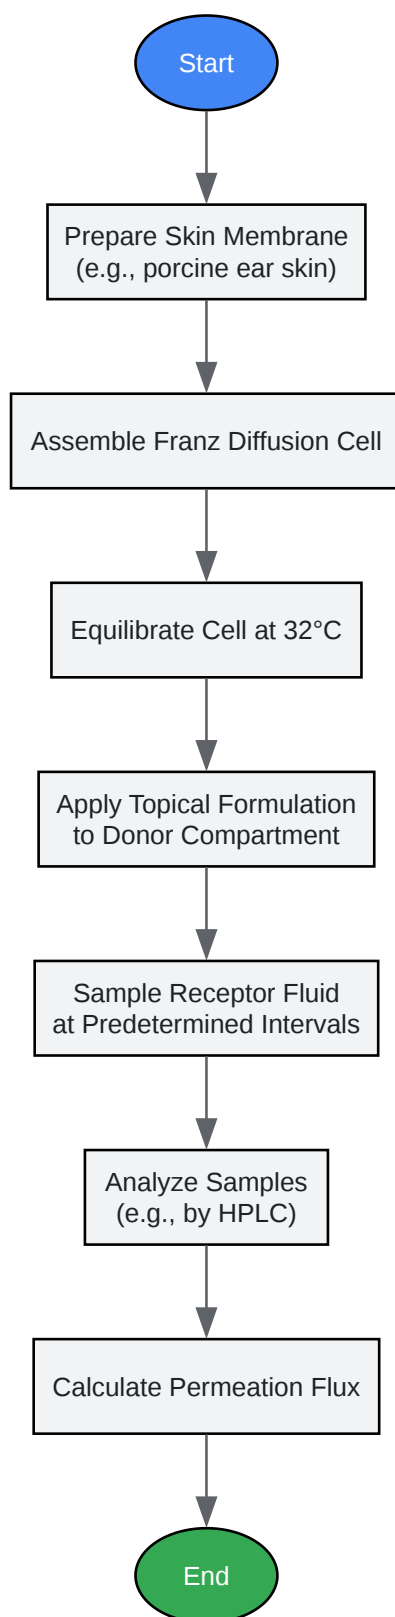 Start
Prepare Skin Membrane
(e.g., porcine ear skin)
Assemble Franz Diffusion Cell
Equilibrate Cell at 32°C
Apply Topical Formulation
to Donor Compartment
Sample Receptor Fluid
at Predetermined Intervals
Analyze Samples
(e.g., by HPLC)
Calculate Permeation Flux
End